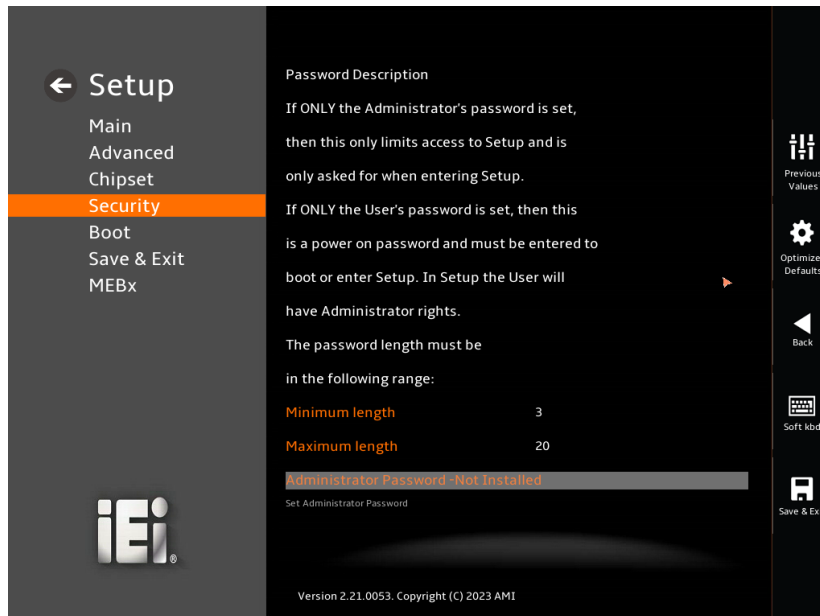 Setup
Main
Advanced
Chipset
Security
Boot
Save & Exit
MEBx
iEi
®
Password Description
If ONLY the Administrator's password is set,
then this only limits access to Setup and is
only asked for when entering Setup.
If ONLY the User's password is set, then this
is a power on password and must be entered to
boot or enter Setup. In Setup the User will
have Administrator rights.
The password length must be
in the following range:
Minimum length 3
Maximum length 20
Administrator Password -Not Installed
Set Administrator Password
Version 2.21.0053. Copyright (C) 2023 AMI
Previous
Values
Optimize
Defaults
Back
Soft kbd
Save & Ex